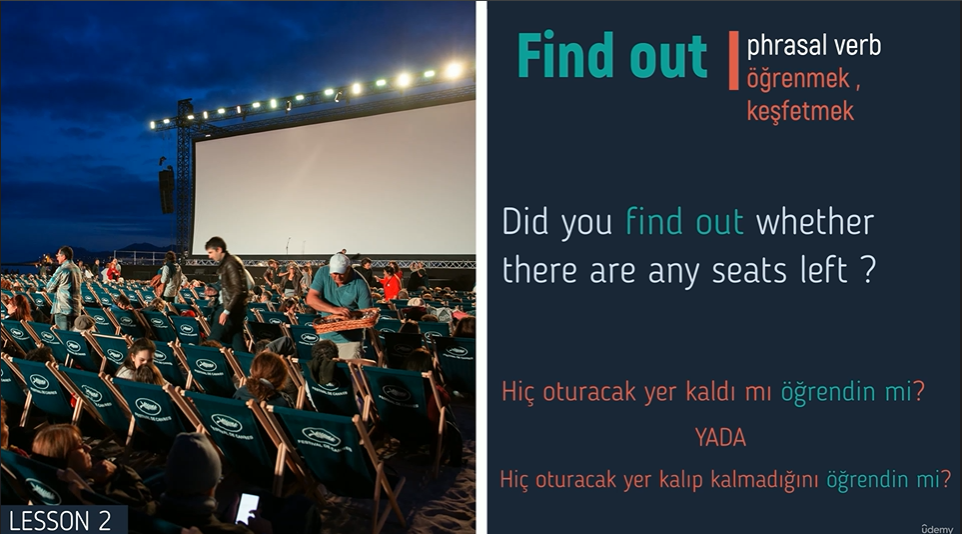 Find out
phrasal verb
öğrenmek ,
keşfetmek
Did you find out whether
there are any seats left ?
Hiç oturacak yer kaldı mı öğrendin mi?
YADA
Hiç oturacak yer kalıp kalmadığını öğrendin mi?
LESSON 2
udemy